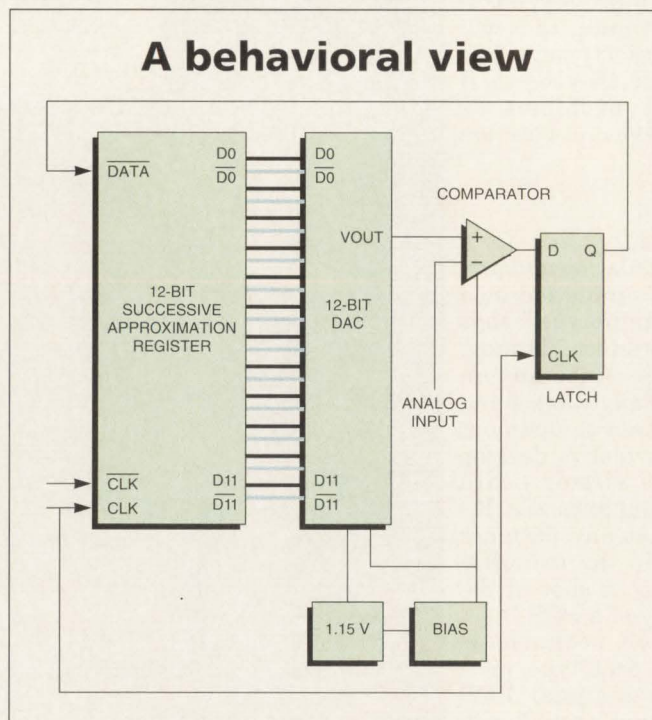 A behavioral view
DATA
D0
D0
12-BIT
SUCCESSIVE
APPROXIMATION
REGISTER
CLK
CLK
D11
D11
D0
D0
VOUT
12-BIT
DAC
D11
D11
COMPARATOR
+
−
ANALOG
INPUT
D
Q
CLK
LATCH
1.15 V
BIAS